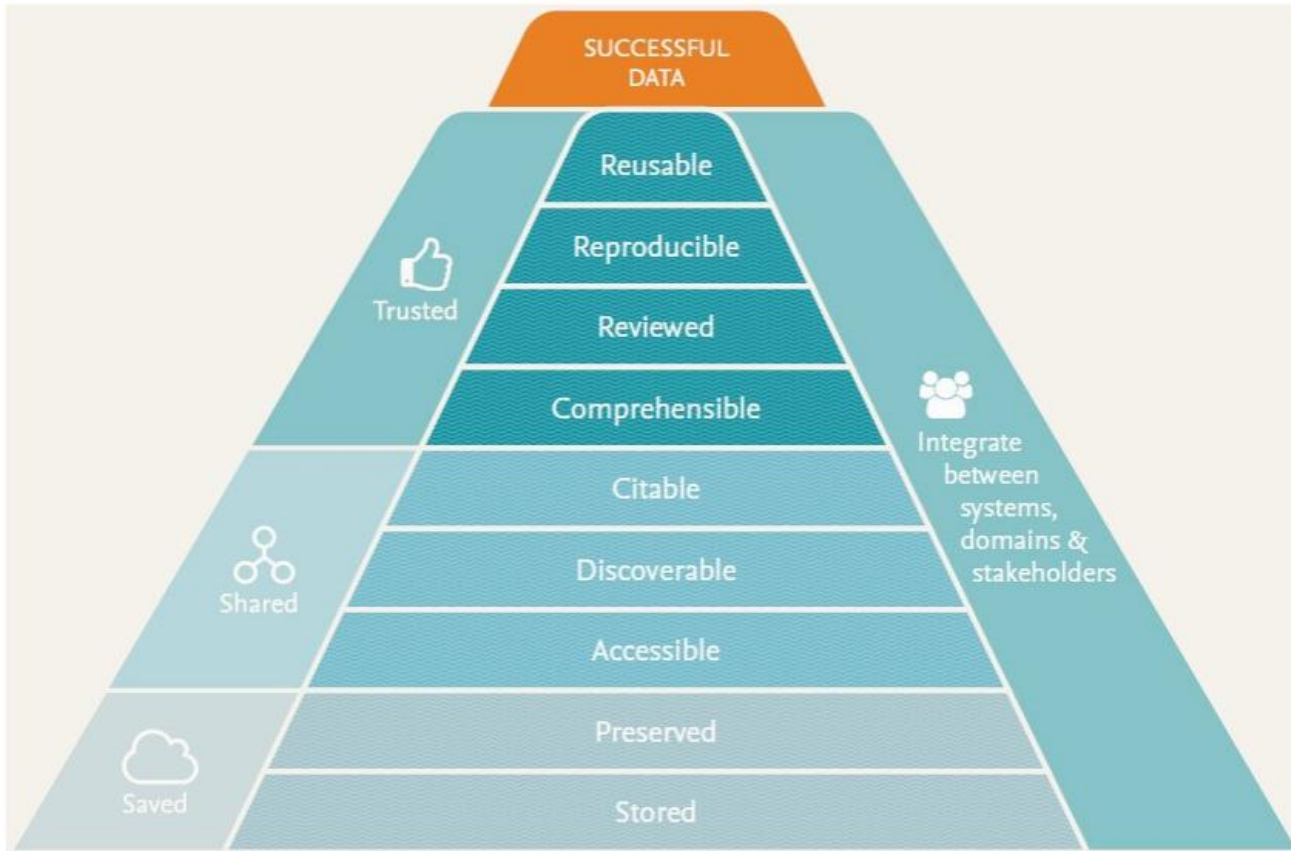 SUCCESSFUL
DATA
Reusable
Reproducible
Trusted
Reviewed
Comprehensible
Integrate
between
systems,
domains &
stakeholders
Citable
Discoverable
Shared
Accessible
Preserved
Saved
Stored